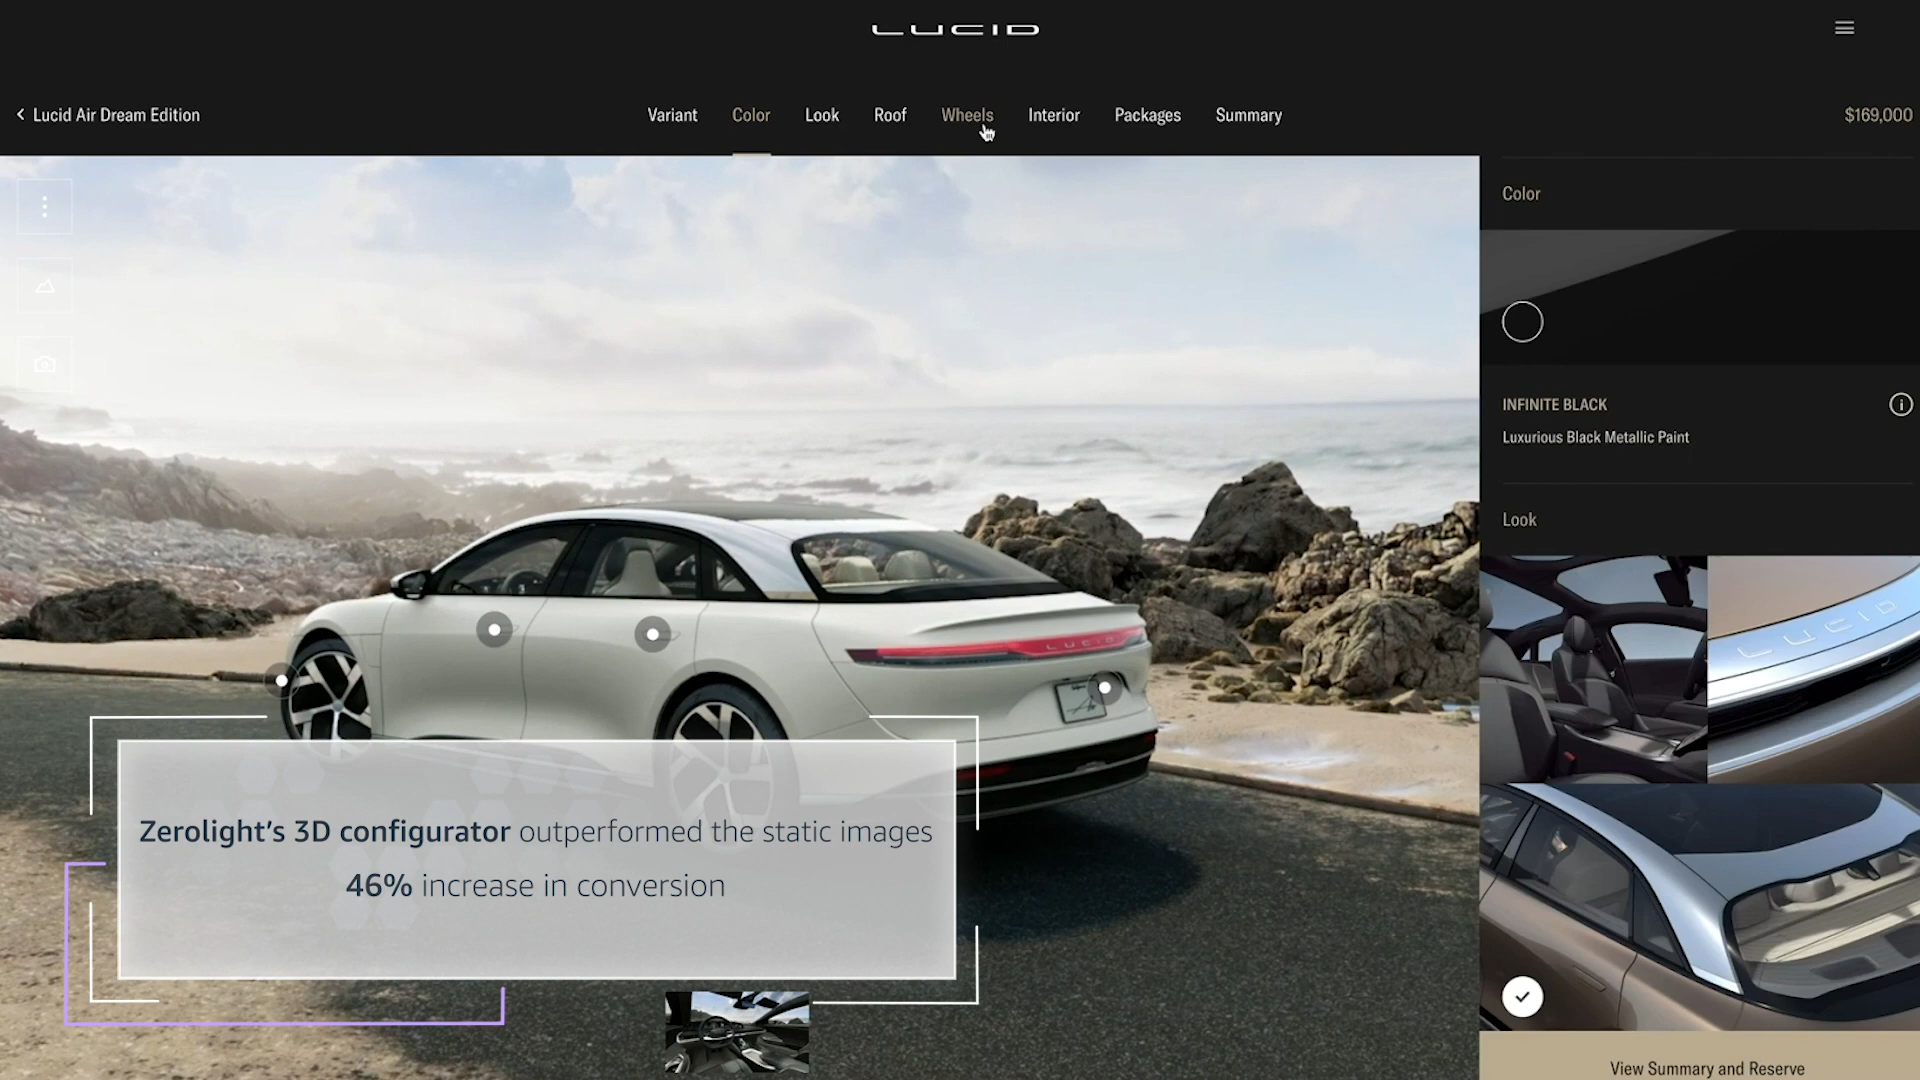 LUCID
Lucid Air Dream Edition
Variant
Color
Look
Roof
Wheels
Interior
Packages
Summary
$169,000
Color
INFINITE BLACK
Luxurious Black Metallic Paint
Look
LUCID
LUCID
Zerolight's 3D configurator outperformed the static images
46% increase in conversion
View Summary and Reserve